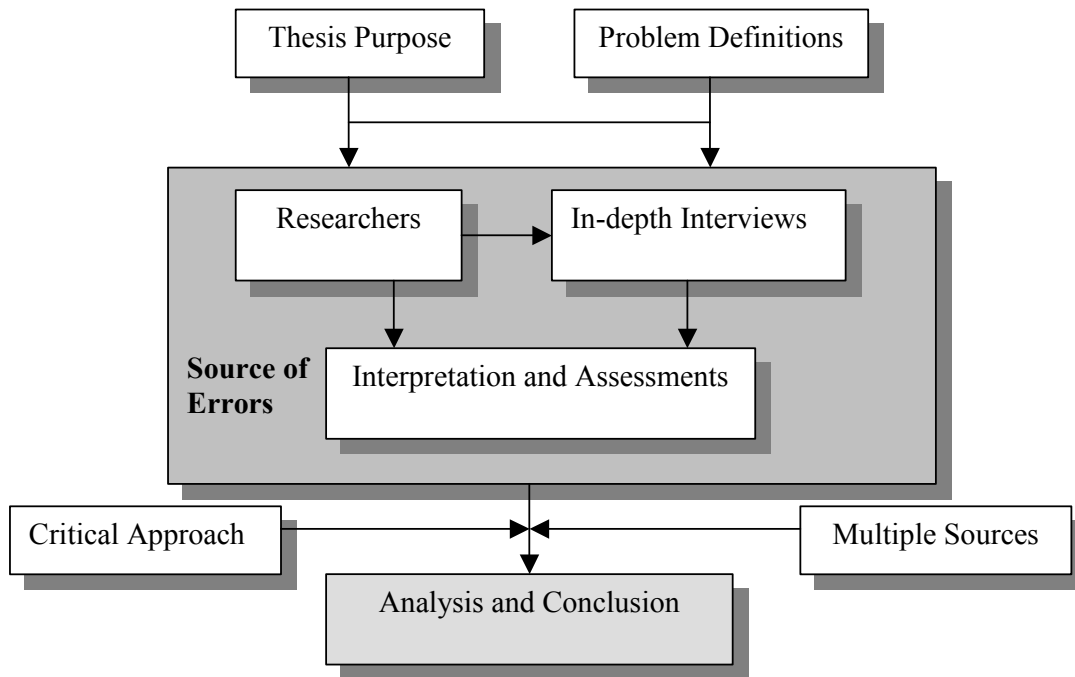 Thesis Purpose
Problem Definitions
Researchers
In-depth Interviews
Source of
Errors
Interpretation and Assessments
Critical Approach
Multiple Sources
Analysis and Conclusion